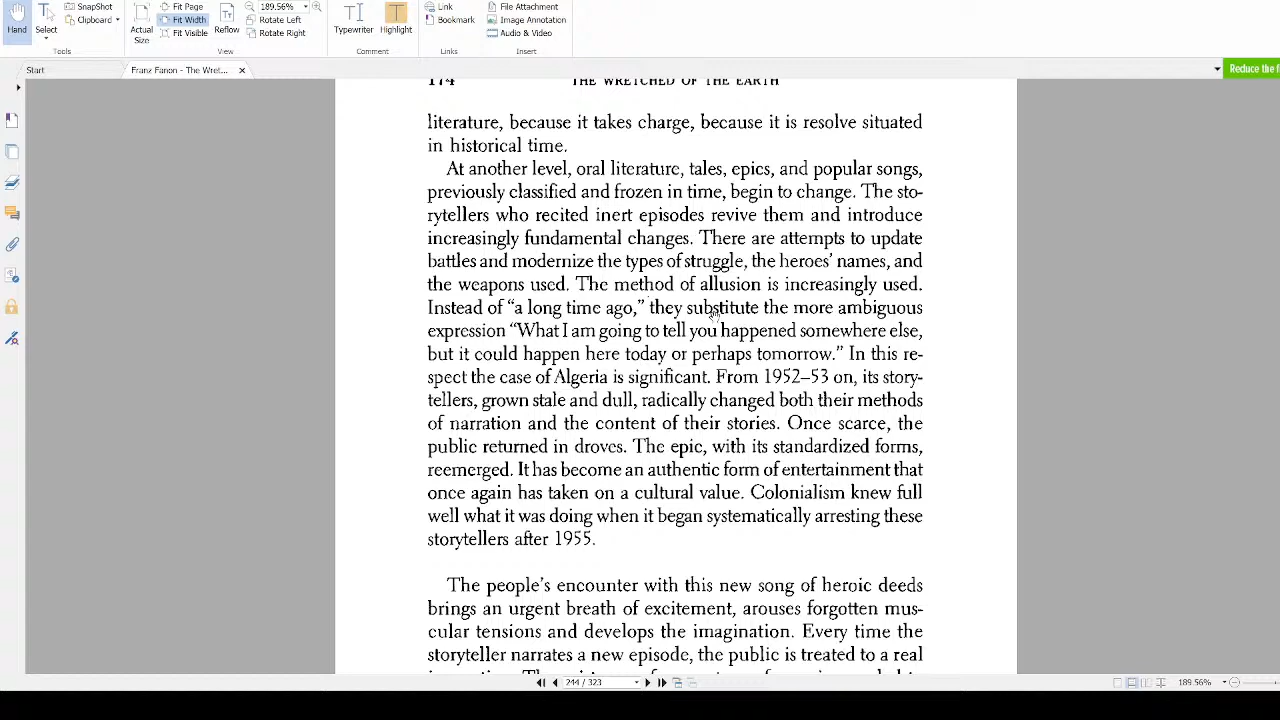 Hand
Select
SnapShot
Clipboard
Tools
Actual
Size
Fit Page
Fit Width
Fit Visible
Reflow
189.56%
Rotate Left
Rotate Right
View
Typewriter
Highlight
Comment
Link
Bookmark
Links
File Attachment
Image Annotation
Audio & Video
Insert
Start
Franz Fanon - The Wret...
Reduce the f
174 THE WRETCHED OF THE EARTH
literature, because it takes charge, because it is resolve situated
in historical time.
At another level, oral literature, tales, epics, and popular songs,
previously classified and frozen in time, begin to change. The sto-
rytellers who recited inert episodes revive them and introduce
increasingly fundamental changes. There are attempts to update
battles and modernize the types of struggle, the heroes' names, and
the weapons used. The method of allusion is increasingly used.
Instead of “a long time ago,” they substitute the more ambiguous
expression “What I am going to tell you happened somewhere else,
but it could happen here today or perhaps tomorrow.” In this re-
spect the case of Algeria is significant. From 1952–53 on, its story-
tellers, grown stale and dull, radically changed both their methods
of narration and the content of their stories. Once scarce, the
public returned in droves. The epic, with its standardized forms,
reemerged. It has become an authentic form of entertainment that
once again has taken on a cultural value. Colonialism knew full
well what it was doing when it began systematically arresting these
storytellers after 1955.
The people's encounter with this new song of heroic deeds
brings an urgent breath of excitement, arouses forgotten mus-
cular tensions and develops the imagination. Every time the
storyteller narrates a new episode, the public is treated to a real
244 / 323
189.56%